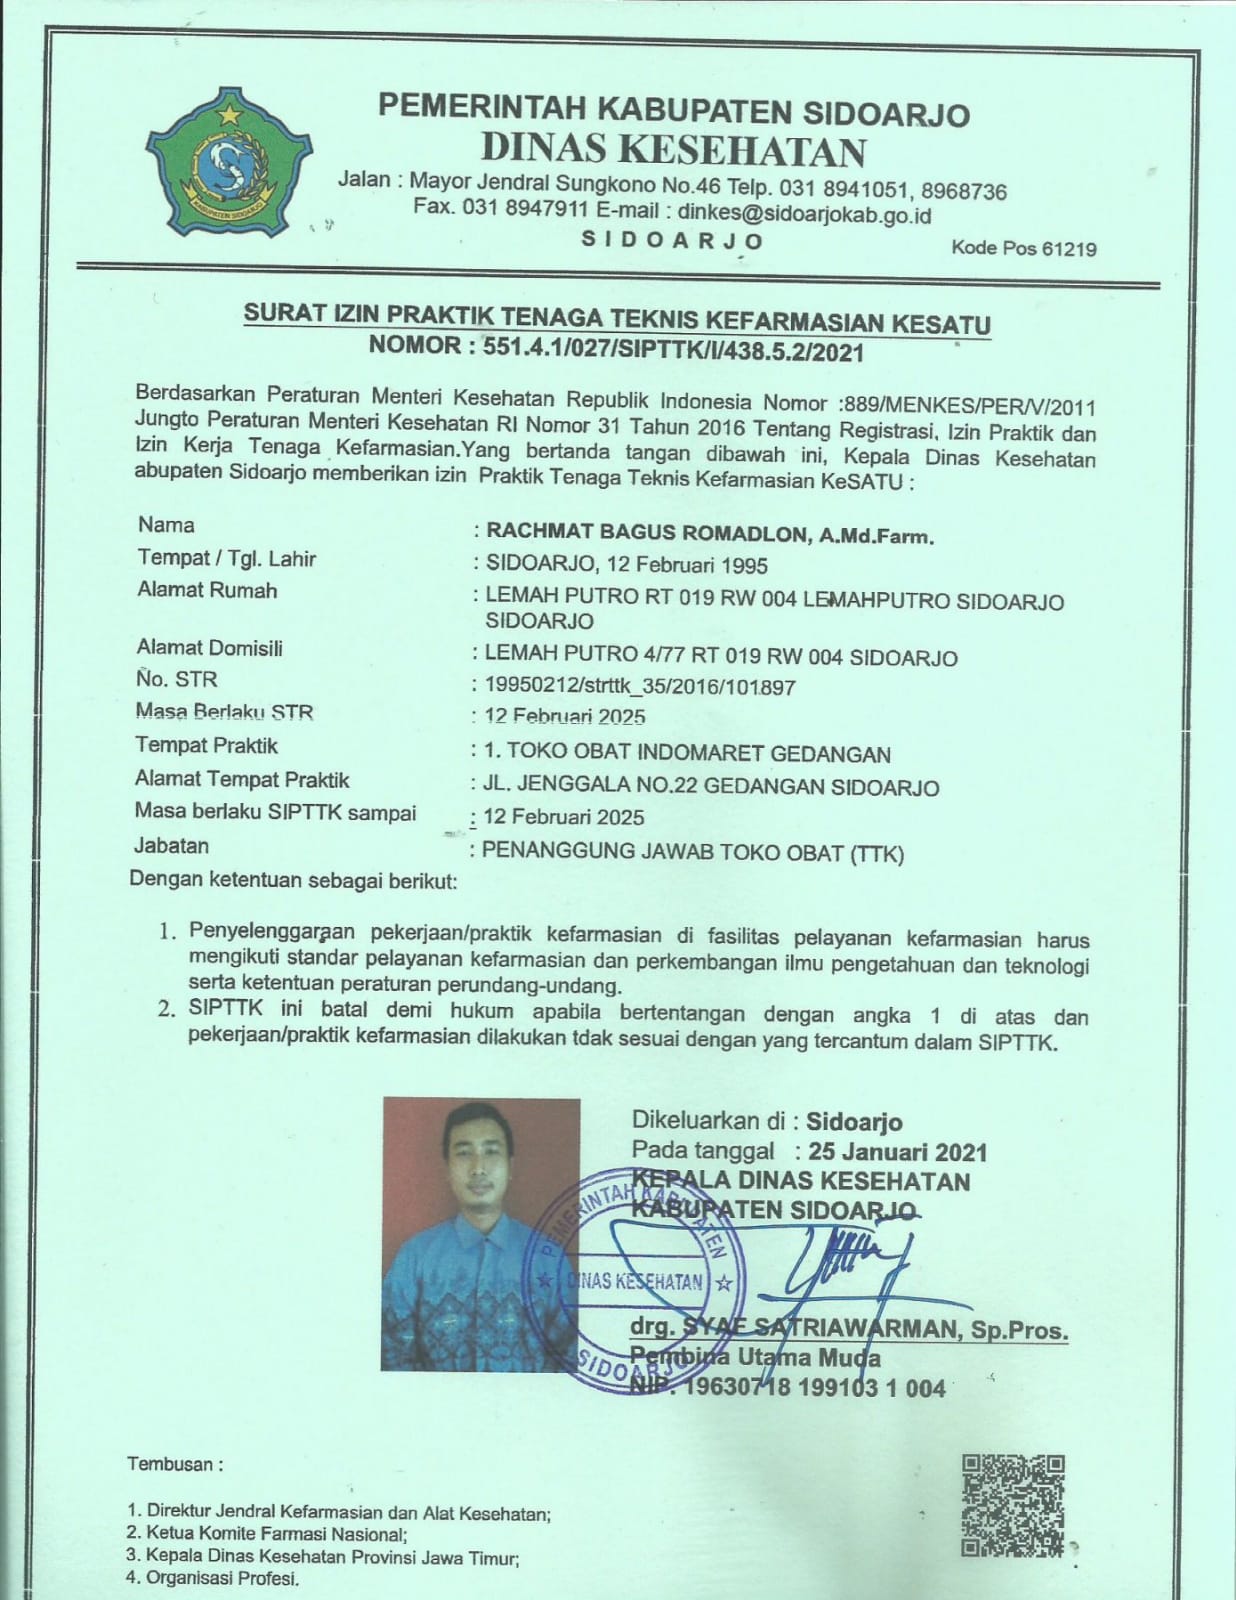 PEMERINTAH KABUPATEN SIDOARJO
DINAS KESEHATAN
Jalan : Mayor Jendral Sungkono No.46 Telp. 031 8941051, 8968736
Fax. 031 8947911 E-mail : dinkes@sidoarjokab.go.id
SIDOARJO
Kode Pos 61219
KABUPATEN SIDOARJO
SURAT IZIN PRAKTIK TENAGA TEKNIS KEFARMASIAN KESATU
NOMOR : 551.4.1/027/SIPTTK/I/438.5.2/2021
Berdasarkan Peraturan Menteri Kesehatan Republik Indonesia Nomor :889/MENKES/PER/V/2011
Jungto Peraturan Menteri Kesehatan RI Nomor 31 Tahun 2016 Tentang Registrasi, Izin Praktik dan
Izin Kerja Tenaga Kefarmasian.Yang bertanda tangan dibawah ini, Kepala Dinas Kesehatan
abupaten Sidoarjo memberikan izin Praktik Tenaga Teknis Kefarmasian KeSATU :
Nama : RACHMAT BAGUS ROMADLON, A.Md.Farm.
Tempat / Tgl. Lahir : SIDOARJO, 12 Februari 1995
Alamat Rumah : LEMAH PUTRO RT 019 RW 004 LEMAHPUTRO SIDOARJO
SIDOARJO
Alamat Domisili : LEMAH PUTRO 4/77 RT 019 RW 004 SIDOARJO
No. STR : 19950212/strttk_35/2016/101897
Masa Berlaku STR : 12 Februari 2025
Tempat Praktik : 1. TOKO OBAT INDOMARET GEDANGAN
Alamat Tempat Praktik : JL. JENGGALA NO.22 GEDANGAN SIDOARJO
Masa berlaku SIPTTK sampai : 12 Februari 2025
Jabatan : PENANGGUNG JAWAB TOKO OBAT (TTK)
Dengan ketentuan sebagai berikut:
1. Penyelenggaraan pekerjaan/praktik kefarmasian di fasilitas pelayanan kefarmasian harus
mengikuti standar pelayanan kefarmasian dan perkembangan ilmu pengetahuan dan teknologi
serta ketentuan peraturan perundang-undang.
2. SIPTTK ini batal demi hukum apabila bertentangan dengan angka 1 di atas dan
pekerjaan/praktik kefarmasian dilakukan tdak sesuai dengan yang tercantum dalam SIPTTK.
Dikeluarkan di : Sidoarjo
Pada tanggal : 25 Januari 2021
KEPALA DINAS KESEHATAN
KABUPATEN SIDOARJO
PEMERINTAH KABUPATEN
DINAS KESEHATAN
SIDOARJO
drg. SYAF SATRIAWARMAN, Sp.Pros.
Pembina Utama Muda
NIP. 19630718 199103 1 004
Tembusan :
1. Direktur Jendral Kefarmasian dan Alat Kesehatan;
2. Ketua Komite Farmasi Nasional;
3. Kepala Dinas Kesehatan Provinsi Jawa Timur;
4. Organisasi Profesi.